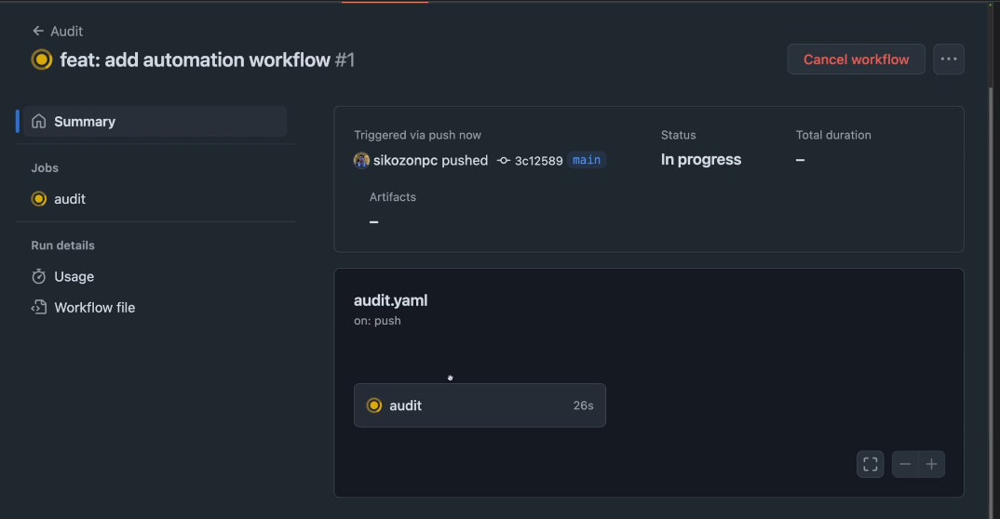 Audit
feat: add automation workflow #1
Cancel workflow
Summary
Jobs
audit
Run details
Usage
Workflow file
Triggered via push now
sikozonpc pushed 3c12589 main
Status
In progress
Total duration
–
Artifacts
–
audit.yaml
on: push
audit 26s